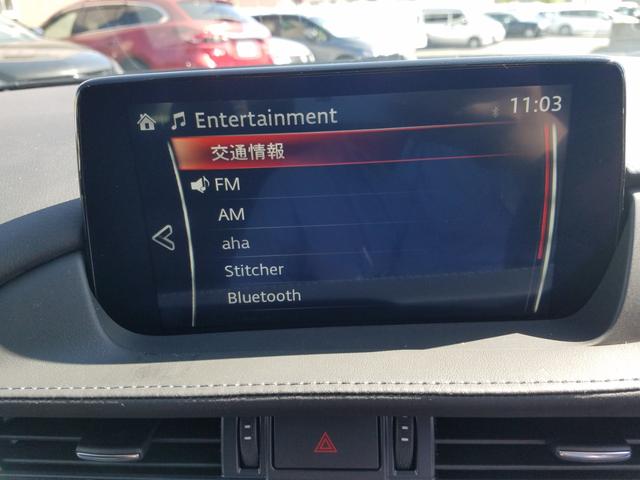 Entertainment
11:03
交通情報
FM
AM
aha
Stitcher
Bluetooth